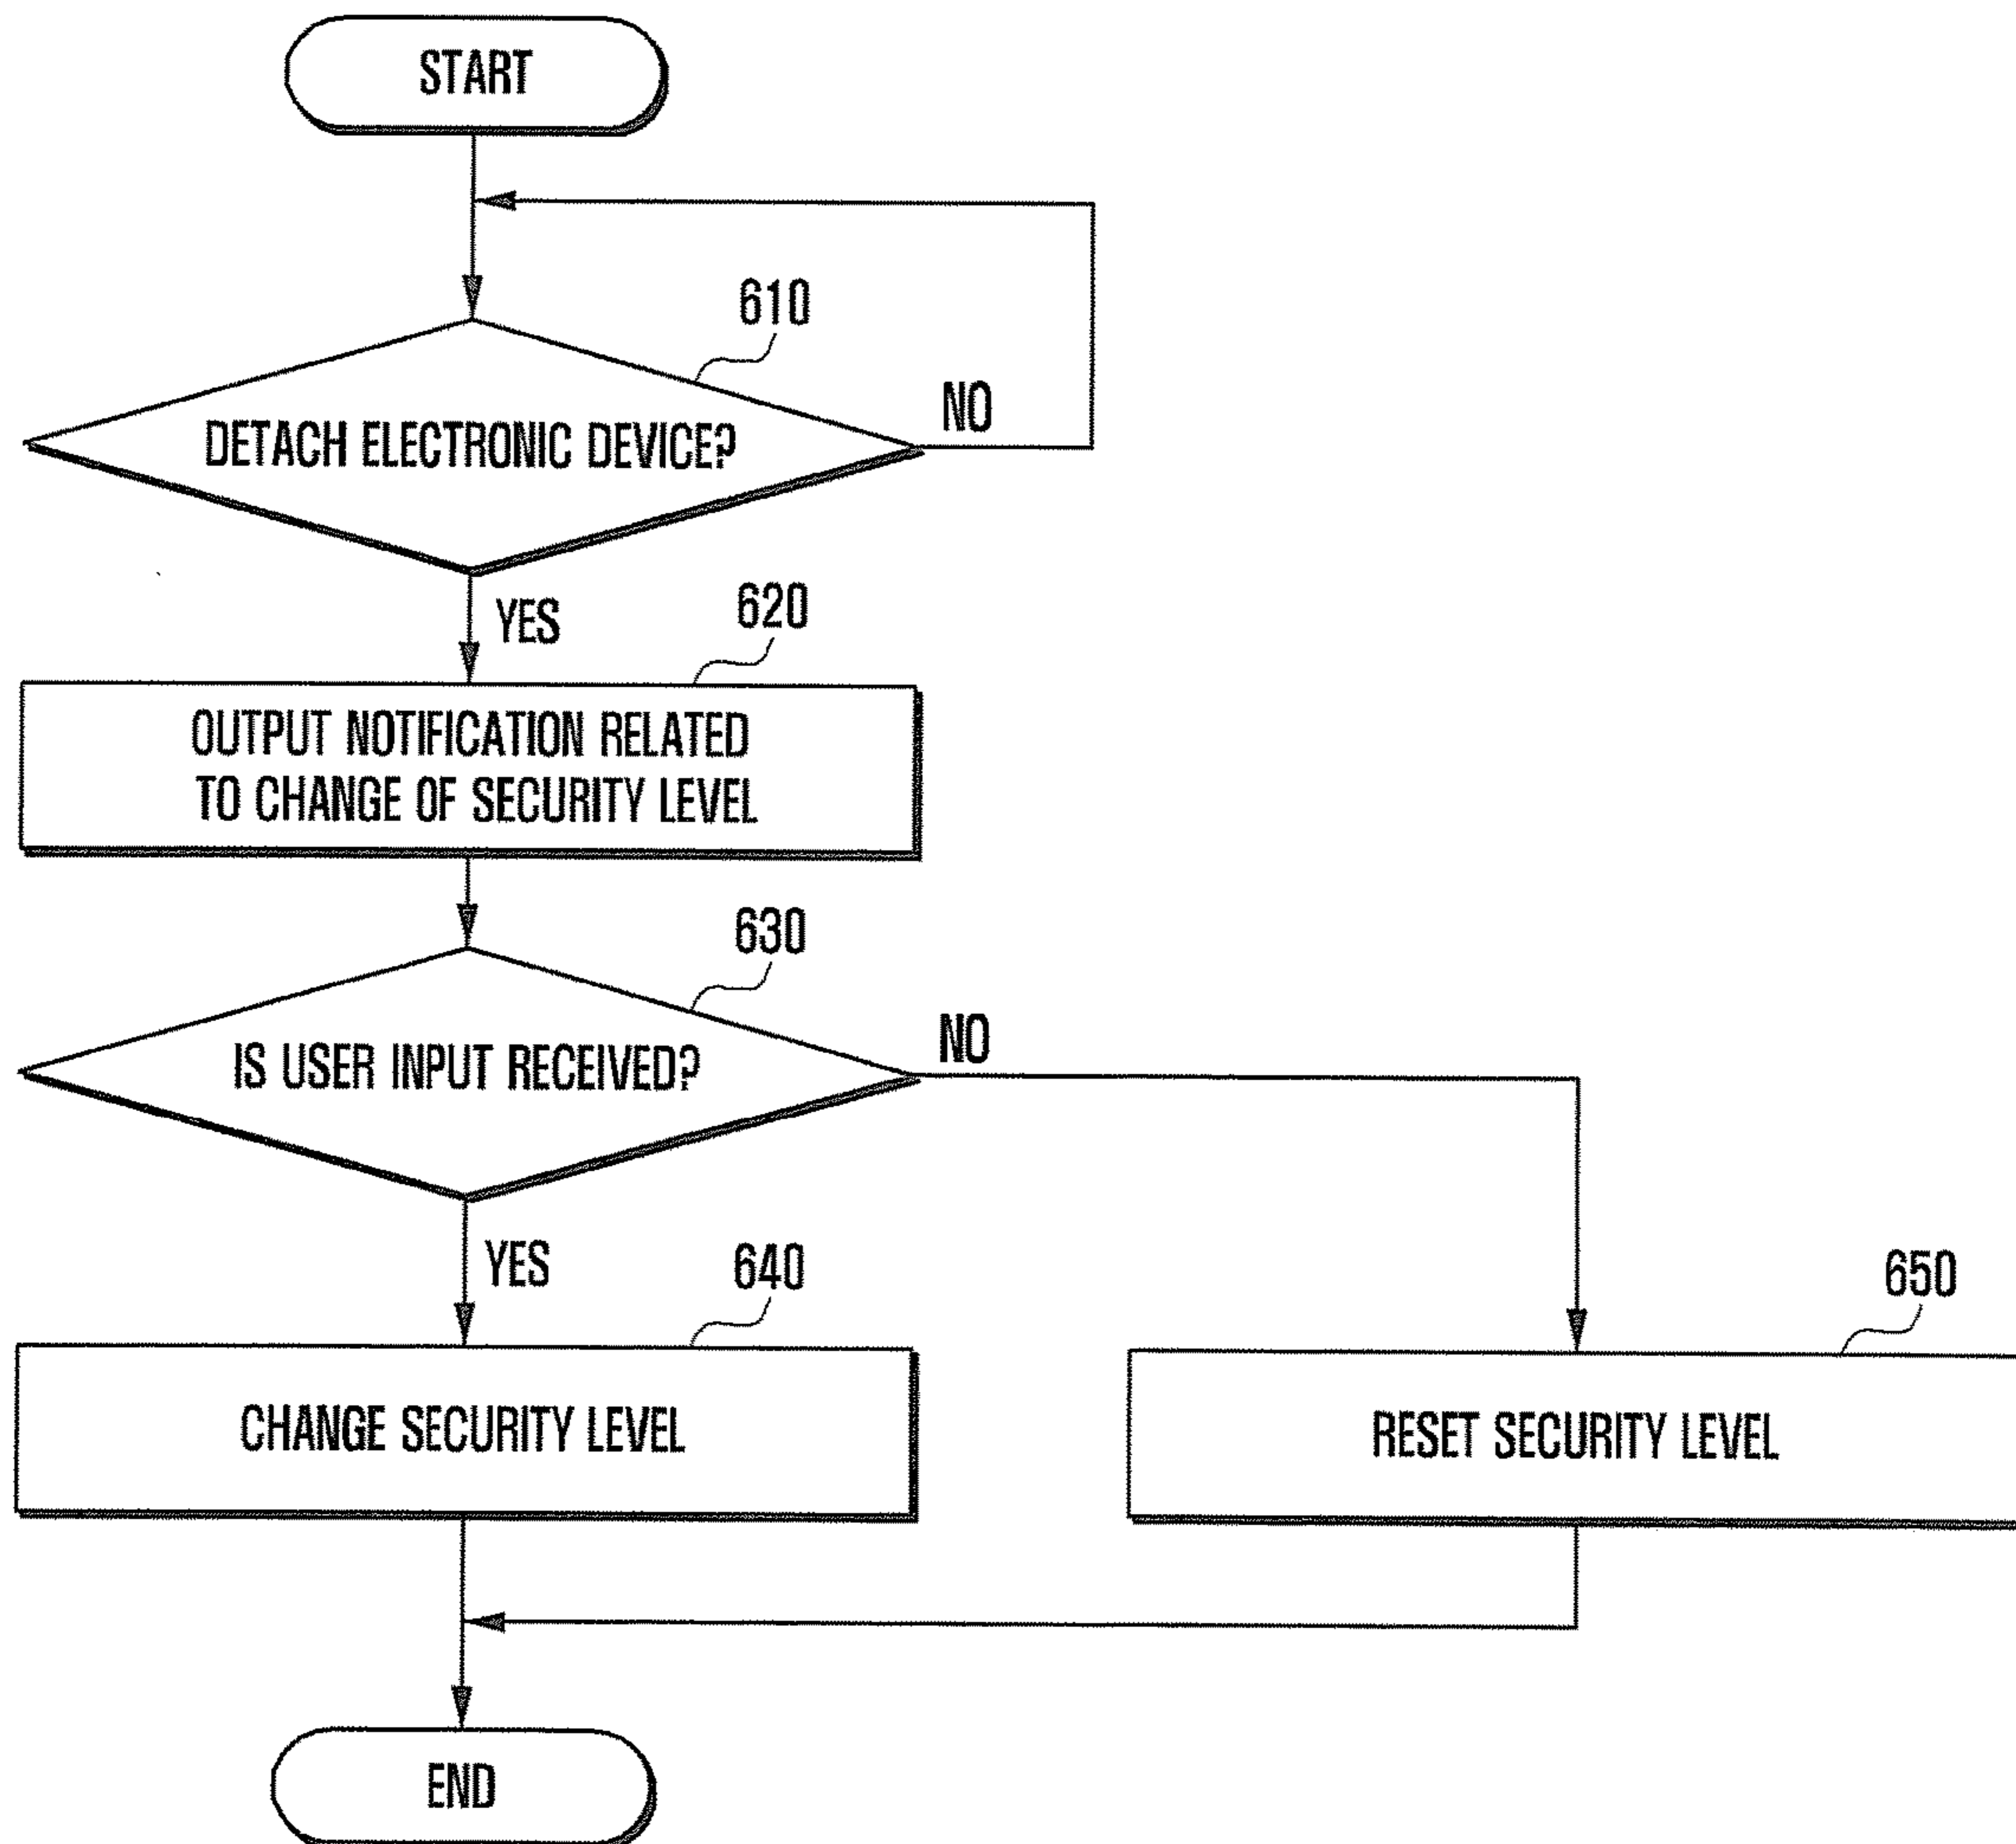 START
610
NO
DETACH ELECTRONIC DEVICE?
YES
620
OUTPUT NOTIFICATION RELATED
TO CHANGE OF SECURITY LEVEL
630
NO
IS USER INPUT RECEIVED?
YES
640
650
CHANGE SECURITY LEVEL
RESET SECURITY LEVEL
END